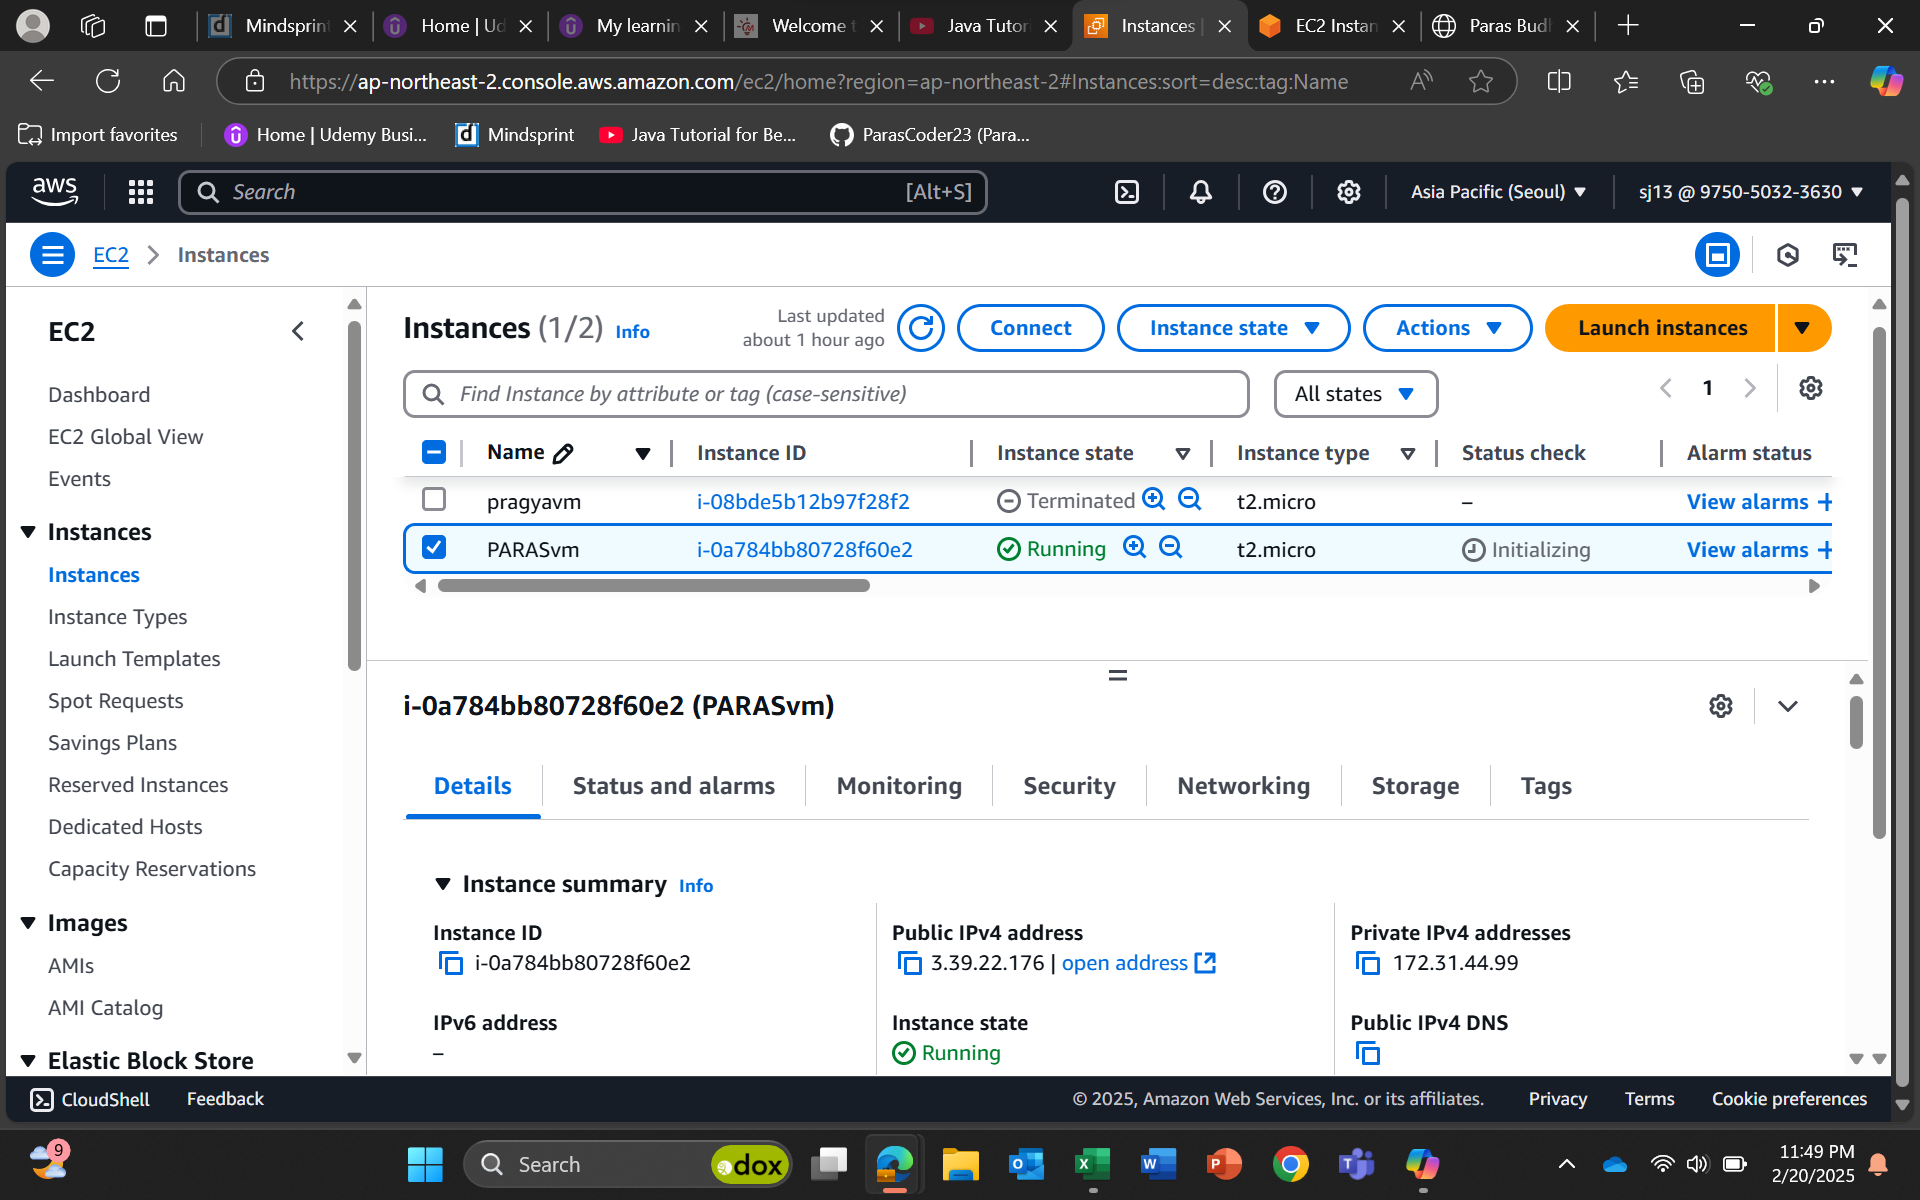 Mindsprint
Home | Ud
My learnin
Welcome t
Java Tutori
Instances |
EC2 Instan
Paras Budh
https://ap-northeast-2.console.aws.amazon.com/ec2/home?region=ap-northeast-2#Instances:sort=desc:tag:Name
Import favorites
Home | Udemy Busi...
Mindsprint
Java Tutorial for Be...
ParasCoder23 (Para...
aws
Search
[Alt+S]
Asia Pacific (Seoul)
sj13 @ 9750-5032-3630
EC2
Instances
EC2
Dashboard
EC2 Global View
Events
Instances
Instances
Instance Types
Launch Templates
Spot Requests
Savings Plans
Reserved Instances
Dedicated Hosts
Capacity Reservations
Images
AMIs
AMI Catalog
Elastic Block Store
Instances (1/2) Info
Last updated
about 1 hour ago
Connect
Instance state
Actions
Launch instances
Find Instance by attribute or tag (case-sensitive)
All states
1
Name Instance ID Instance state Instance type Status check Alarm status
pragyavm i-08bde5b12b97f28f2 Terminated t2.micro – View alarms +
PARASvm i-0a784bb80728f60e2 Running t2.micro Initializing View alarms +
i-0a784bb80728f60e2 (PARASvm)
Details
Status and alarms
Monitoring
Security
Networking
Storage
Tags
Instance summary Info
Instance ID
i-0a784bb80728f60e2
Public IPv4 address
3.39.22.176 | open address
Private IPv4 addresses
172.31.44.99
IPv6 address
–
Instance state
Running
Public IPv4 DNS
CloudShell
Feedback
© 2025, Amazon Web Services, Inc. or its affiliates.
Privacy
Terms
Cookie preferences
9
Search
dox
11:49 PM
2/20/2025